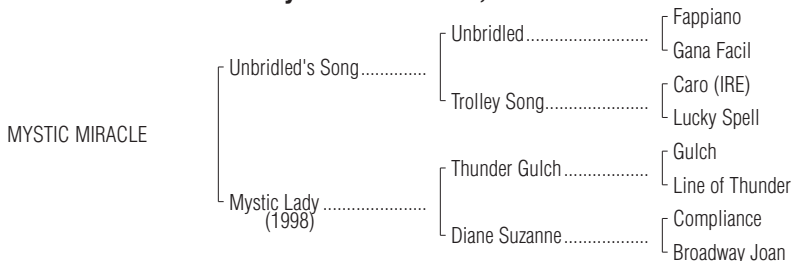 Fappiano
Unbridled
Gana Facil
Unbridled's Song
Caro (IRE)
Trolley Song
Lucky Spell
MYSTIC MIRACLE
Gulch
Thunder Gulch
Line of Thunder
Mystic Lady
(1998)
Compliance
Diane Suzanne
Broadway Joan